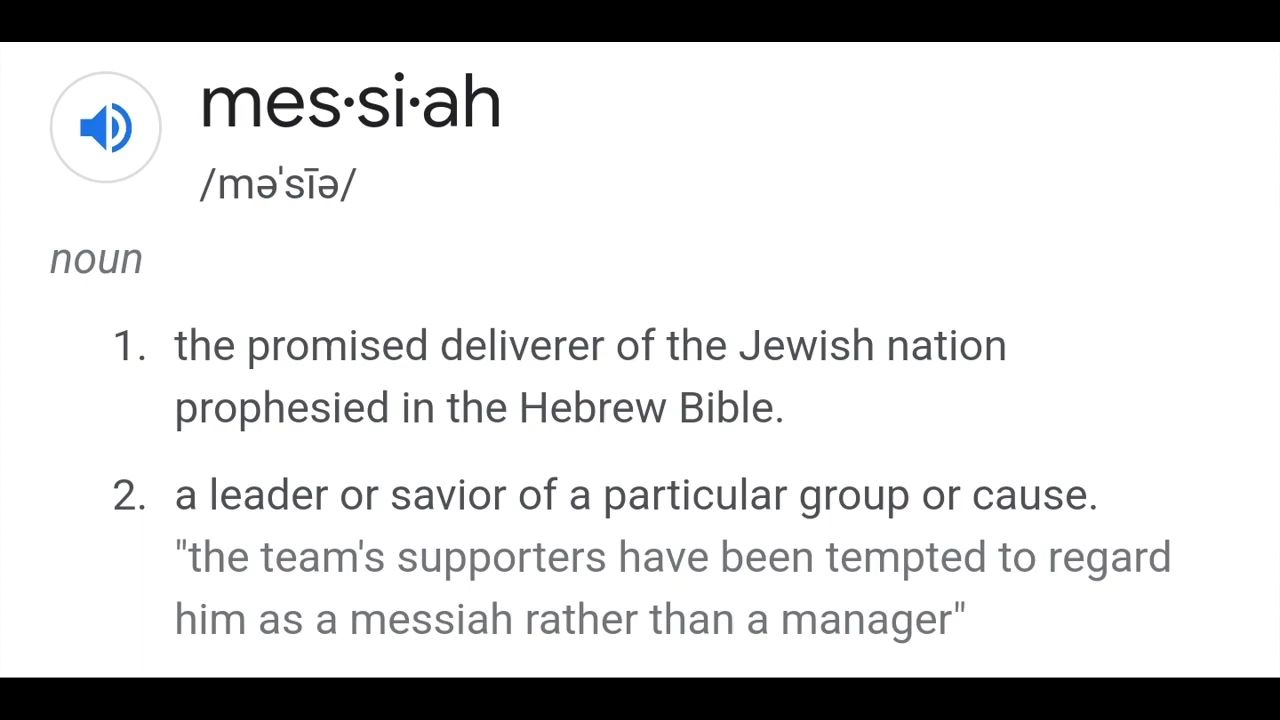 mes·si·ah
/məˈsīə/
noun
1. the promised deliverer of the Jewish nation
prophesied in the Hebrew Bible.
2. a leader or savior of a particular group or cause.
"the team's supporters have been tempted to regard
him as a messiah rather than a manager"